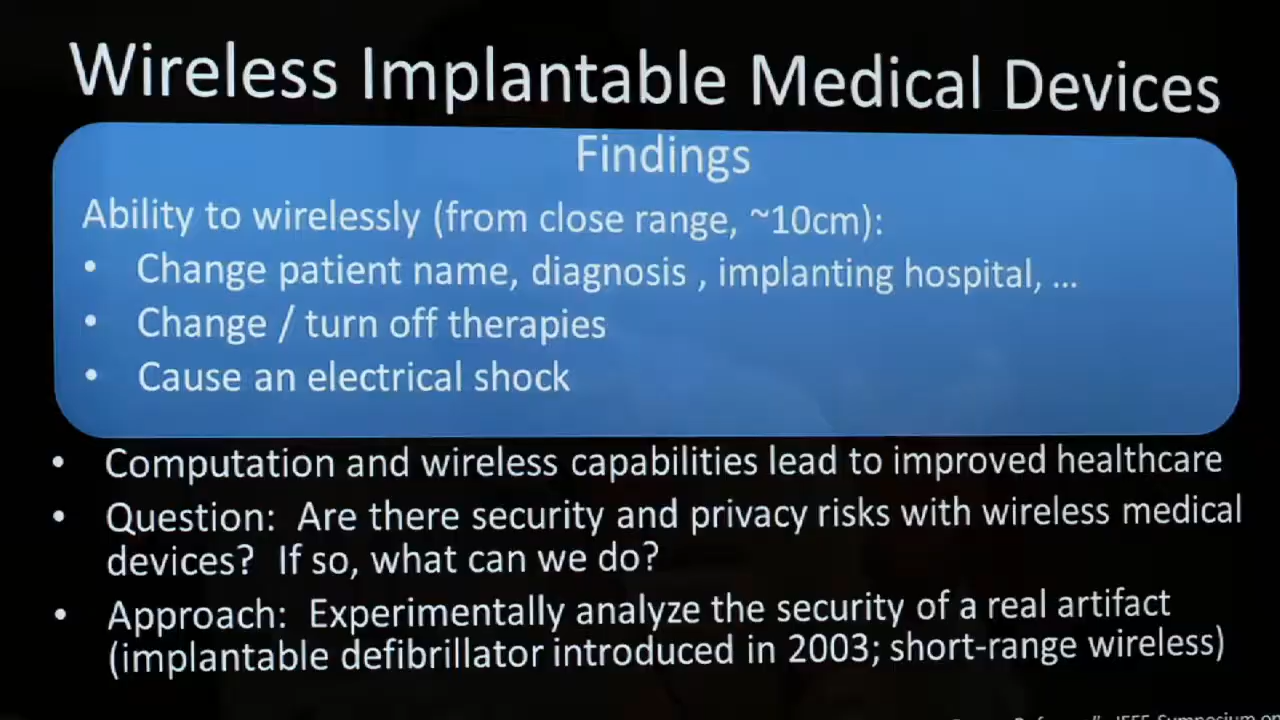 Wireless Implantable Medical Devices
Findings
Ability to wirelessly (from close range, ~10cm):
• Change patient name, diagnosis , implanting hospital, ...
• Change / turn off therapies
• Cause an electrical shock
• Computation and wireless capabilities lead to improved healthcare
• Question: Are there security and privacy risks with wireless medical
devices? If so, what can we do?
• Approach: Experimentally analyze the security of a real artifact
(implantable defibrillator introduced in 2003; short-range wireless)
IEEE Symposium on